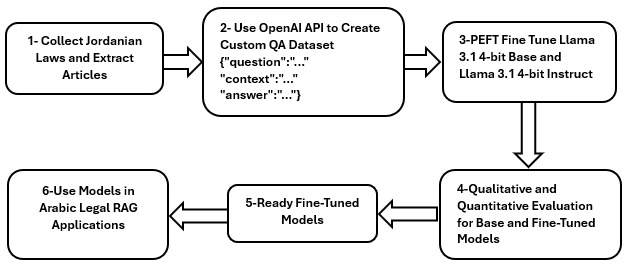 1- Collect Jordanian
Laws and Extract
Articles
2- Use OpenAI API to Create
Custom QA Dataset
{"question":"..."
"context":"..."
"answer":"..."}
3-PEFT Fine Tune Llama
3.1 4-bit Base and
Llama 3.1 4-bit Instruct
4-Qualitative and
Quantitative Evaluation
for Base and Fine-Tuned
Models
5-Ready Fine-Tuned
Models
6-Use Models in
Arabic Legal RAG
Applications